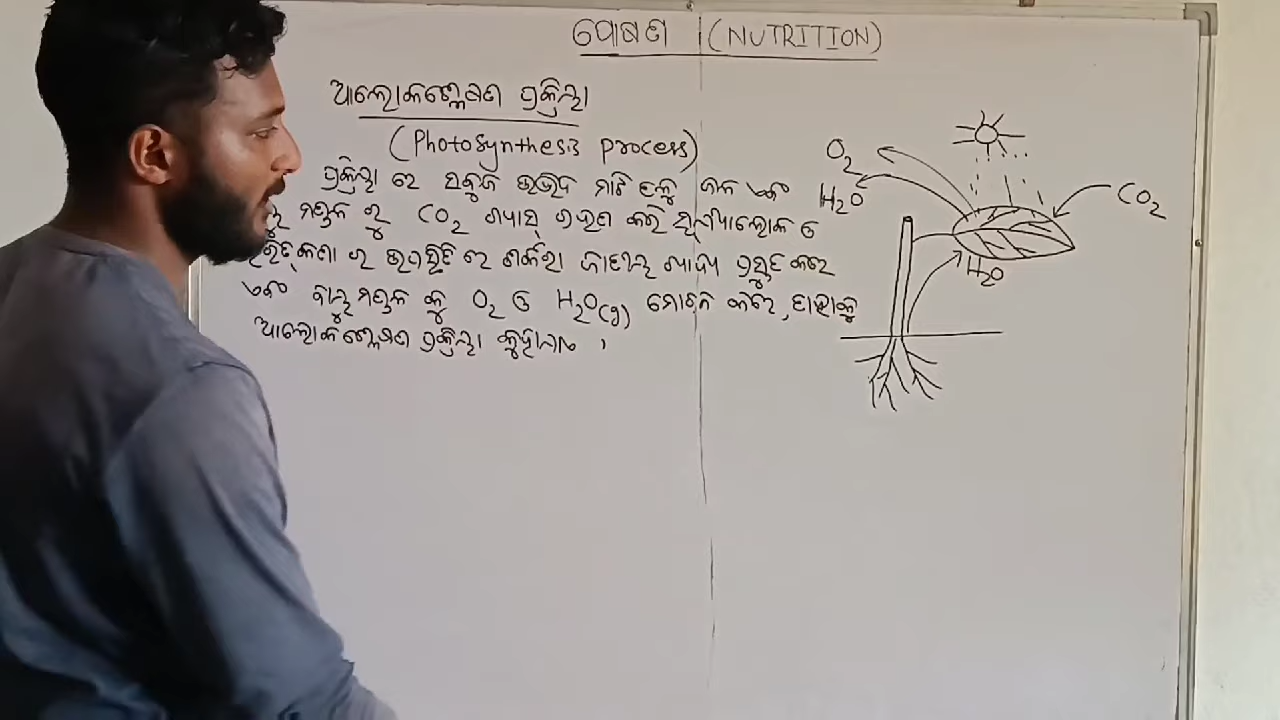 ପୋଷଣ (NUTRITION)
ଆଲୋକଶ୍ଳେଷଣ ପ୍ରକ୍ରିୟା
(Photosynthesis process)
ପ୍ରକ୍ରିୟା ରେ ସବୁଜ ଉଦ୍ଭିଦ ମାଟି ରୁ ଜଳ ଏବଂ
ମଣ୍ଡଳ ରୁ CO2 ଗ୍ୟାସ୍ ଗ୍ରହଣ କରି ସୂର୍ଯ୍ୟାଲୋକ ଓ
ର ଉପସ୍ଥିତି ରେ ଶର୍କରା ଜାତୀୟ ଖାଦ୍ୟ ପ୍ରସ୍ତୁତ କରେ
ଏବଂ ବାୟୁମଣ୍ଡଳ କୁ O2 ଓ H2O(g) ମୋଚନ କରେ, ଯାହାକୁ
ଆଲୋକଶ୍ଳେଷଣ ପ୍ରକ୍ରିୟା କୁହାଯାଏ ।
O2
H2O
CO2
H2O